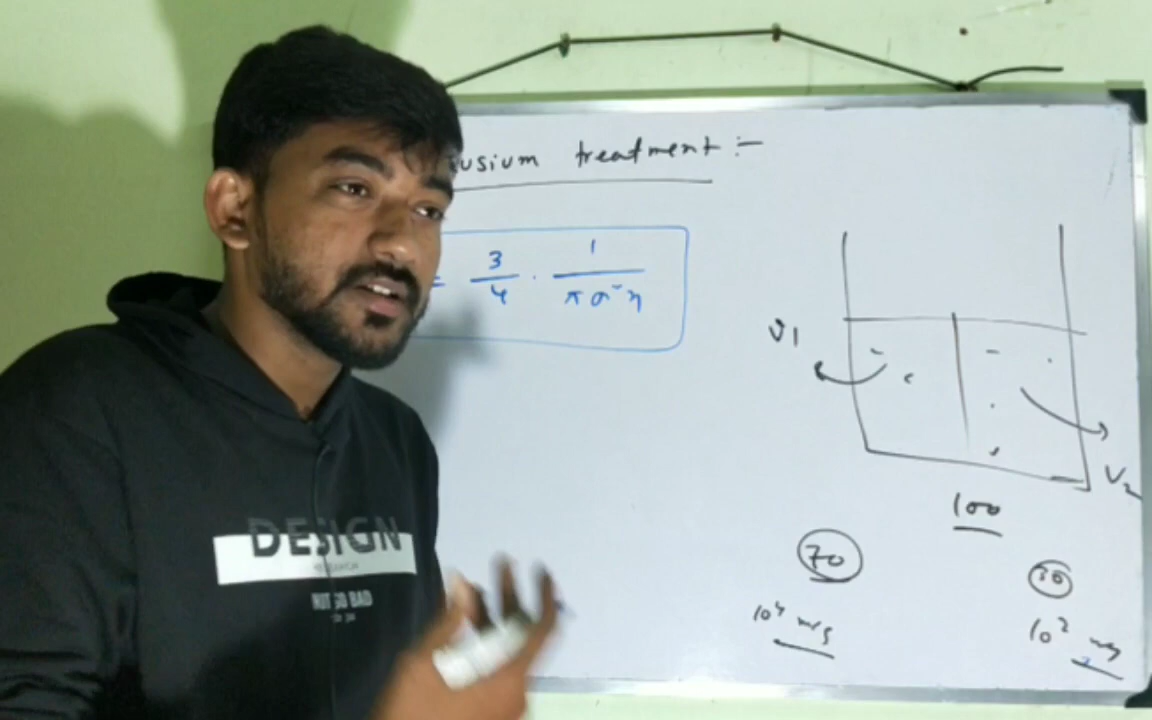 usium treatment :-
= 3/4 · 1/πσ²η
V1
V2
100
70
30
10⁴ m/s
10² m/s
DESIGN
NOT SO BAD